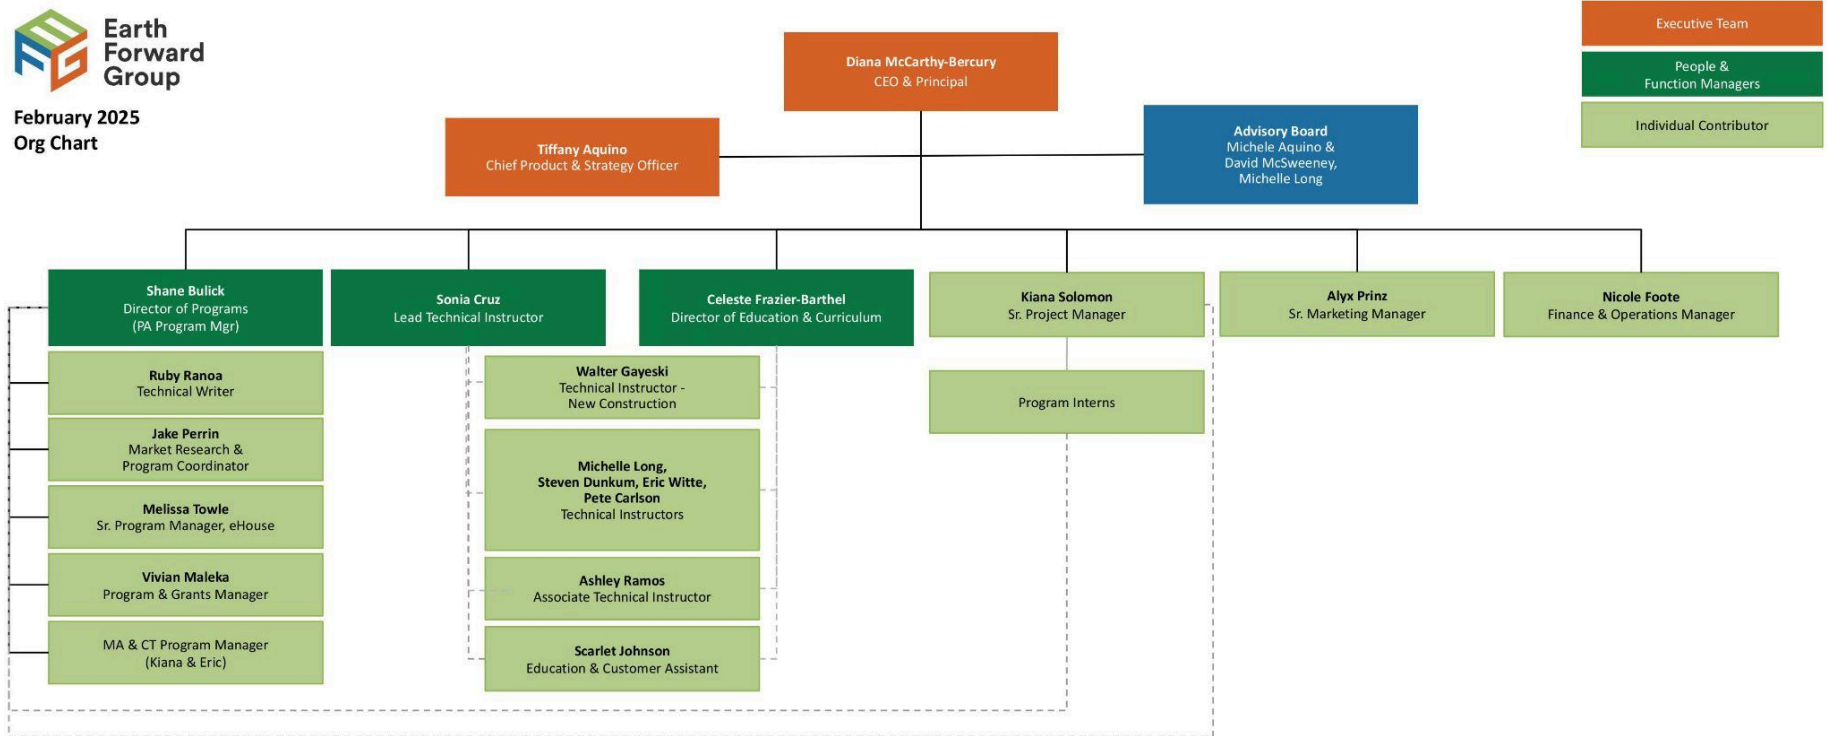 EFG
Earth
Forward
Group
February 2025
Org Chart
Executive Team
People &
Function Managers
Individual Contributor
Diana McCarthy-Bercury
CEO & Principal
Tiffany Aquino
Chief Product & Strategy Officer
Advisory Board
Michele Aquino &
David McSweeney,
Michelle Long
Shane Bulick
Director of Programs
(PA Program Mgr)
Sonia Cruz
Lead Technical Instructor
Celeste Frazier-Barthel
Director of Education & Curriculum
Kiana Solomon
Sr. Project Manager
Alyx Prinz
Sr. Marketing Manager
Nicole Foote
Finance & Operations Manager
Ruby Ranoa
Technical Writer
Jake Perrin
Market Research &
Program Coordinator
Melissa Towle
Sr. Program Manager, eHouse
Vivian Maleka
Program & Grants Manager
MA & CT Program Manager
(Kiana & Eric)
Walter Gayeski
Technical Instructor -
New Construction
Michelle Long,
Steven Dunkum, Eric Witte,
Pete Carlson
Technical Instructors
Ashley Ramos
Associate Technical Instructor
Scarlet Johnson
Education & Customer Assistant
Program Interns